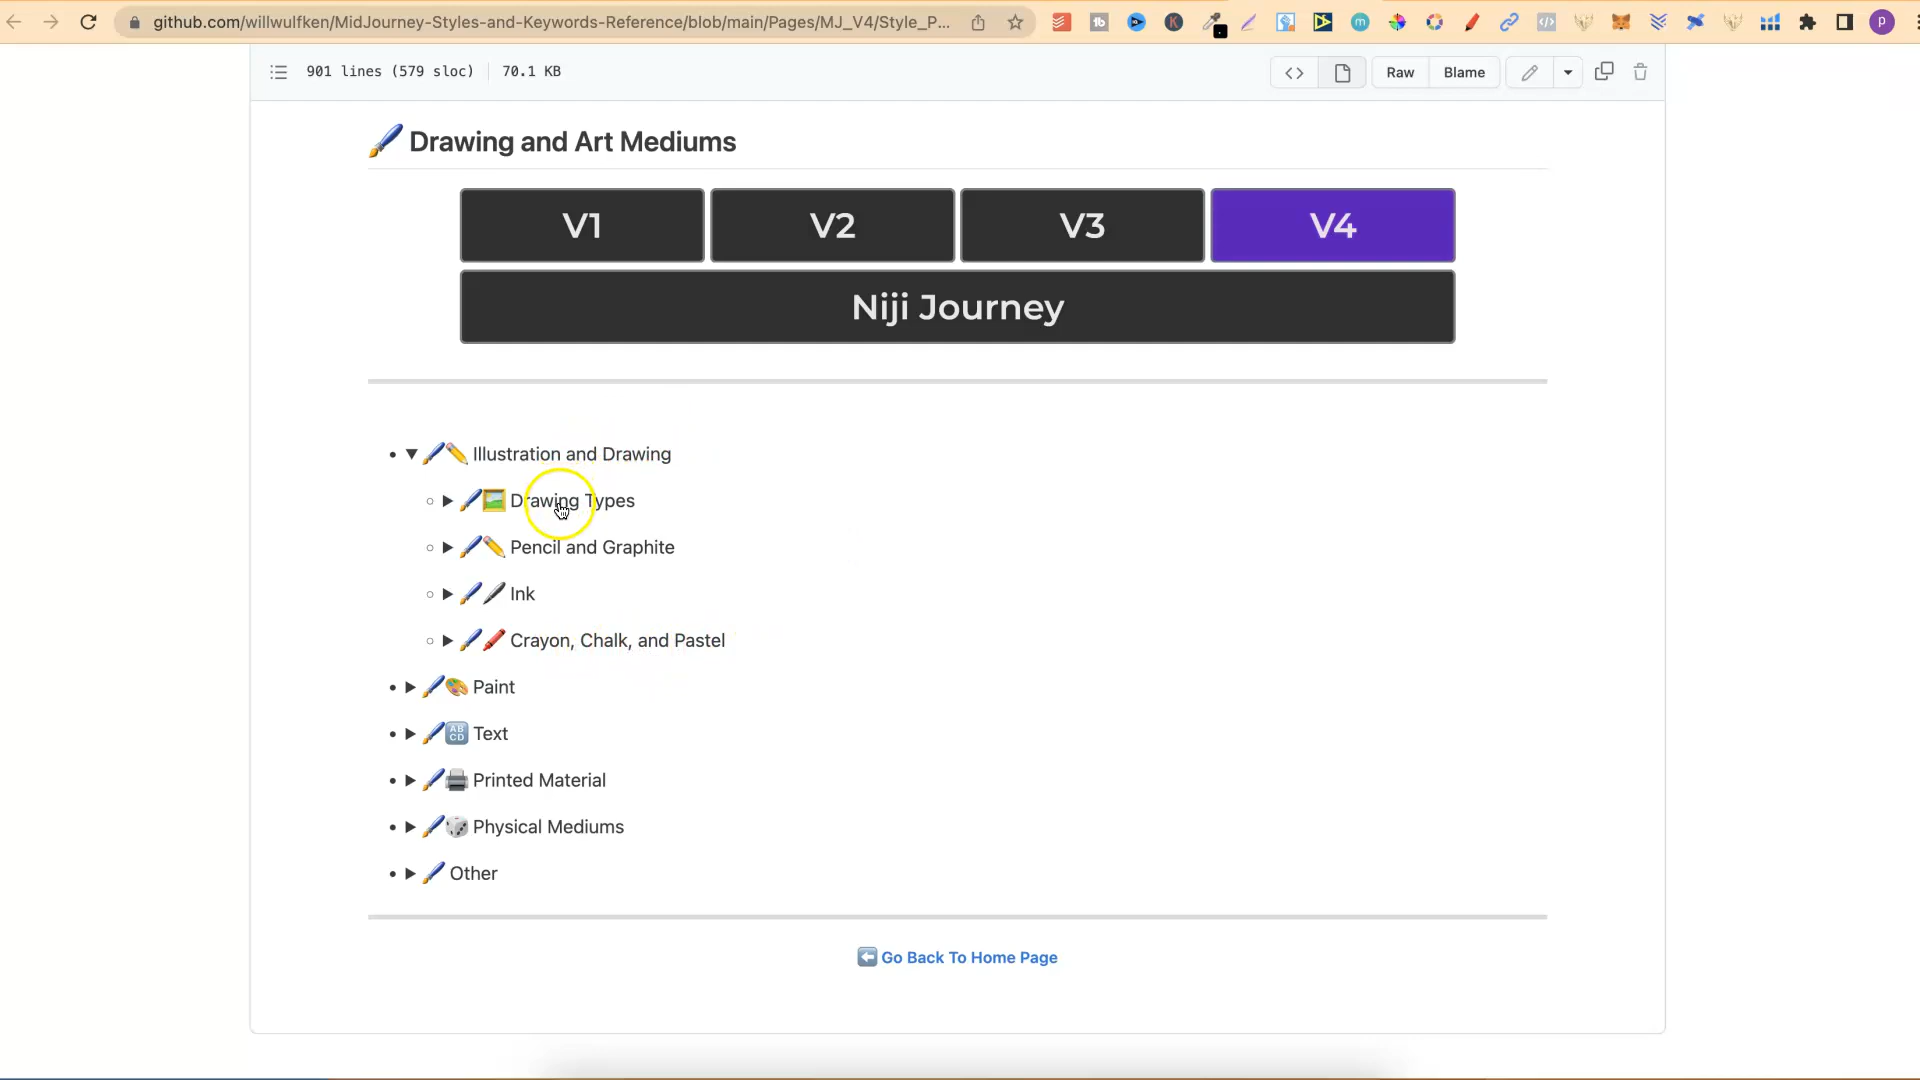 github.com/willwulfken/MidJourney-Styles-and-Keywords-Reference/blob/main/Pages/MJ_V4/Style_P...
901 lines (579 sloc) 70.1 KB
Raw Blame
Drawing and Art Mediums
V1 V2 V3 V4
Niji Journey
Illustration and Drawing
Drawing Types
Pencil and Graphite
Ink
Crayon, Chalk, and Pastel
Paint
Text
Printed Material
Physical Mediums
Other
Go Back To Home Page